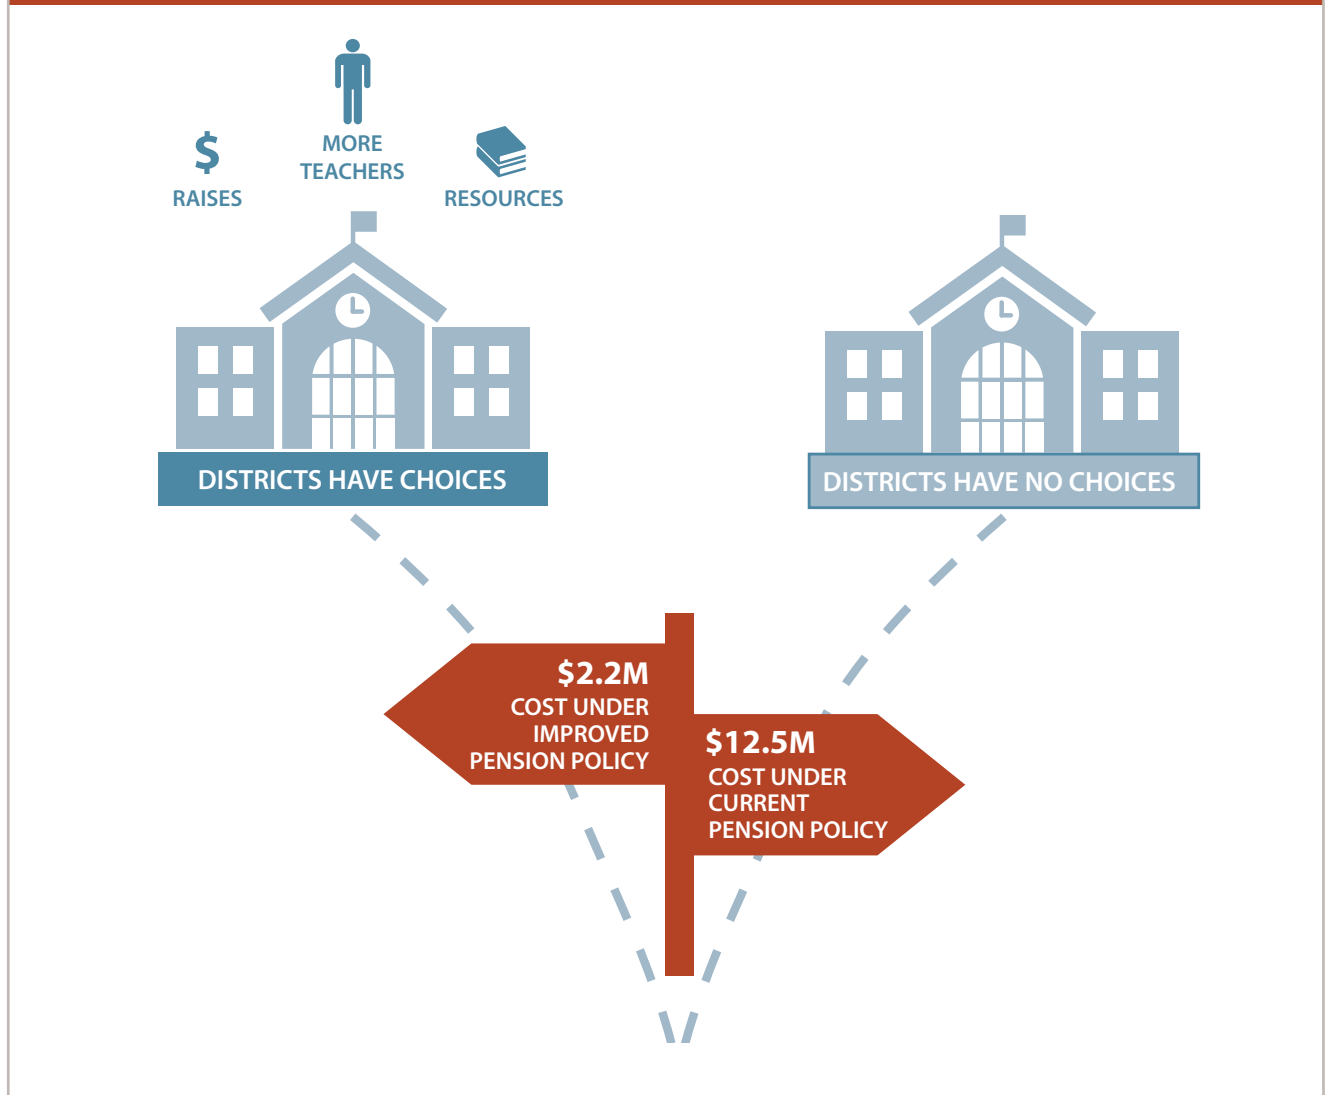 $
MORE
TEACHERS
RAISES
RESOURCES
DISTRICTS HAVE CHOICES
DISTRICTS HAVE NO CHOICES
$2.2M
COST UNDER
IMPROVED
PENSION POLICY
$12.5M
COST UNDER
CURRENT
PENSION POLICY